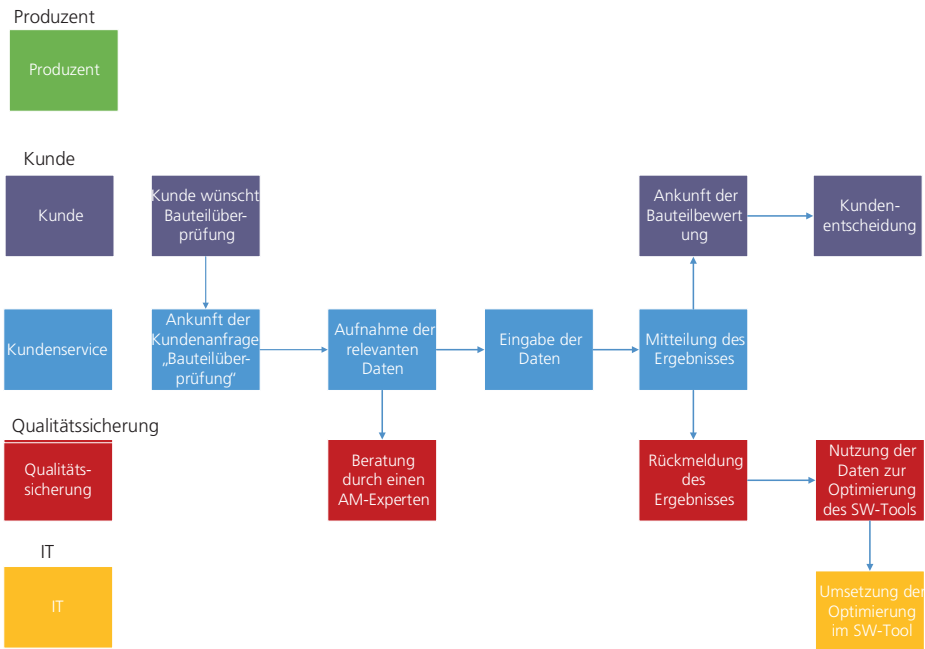 Produzent
Produzent
Kunde
Kunde
Kunde wünscht
Bauteilüber-
prüfung
Ankunft der
Bauteilbewert
ung
Kunden-
entscheidung
Kundenservice
Ankunft der
Kundenanfrage
„Bauteilüber-
prüfung“
Aufnahme der
relevanten
Daten
Eingabe der
Daten
Mitteilung des
Ergebnisses
Qualitätssicherung
Qualitäts-
sicherung
Beratung
durch einen
AM-Experten
Rückmeldung
des
Ergebnisses
Nutzung der
Daten zur
Optimierung
des SW-Tools
IT
IT
Umsetzung der
Optimierung
im SW-Tool